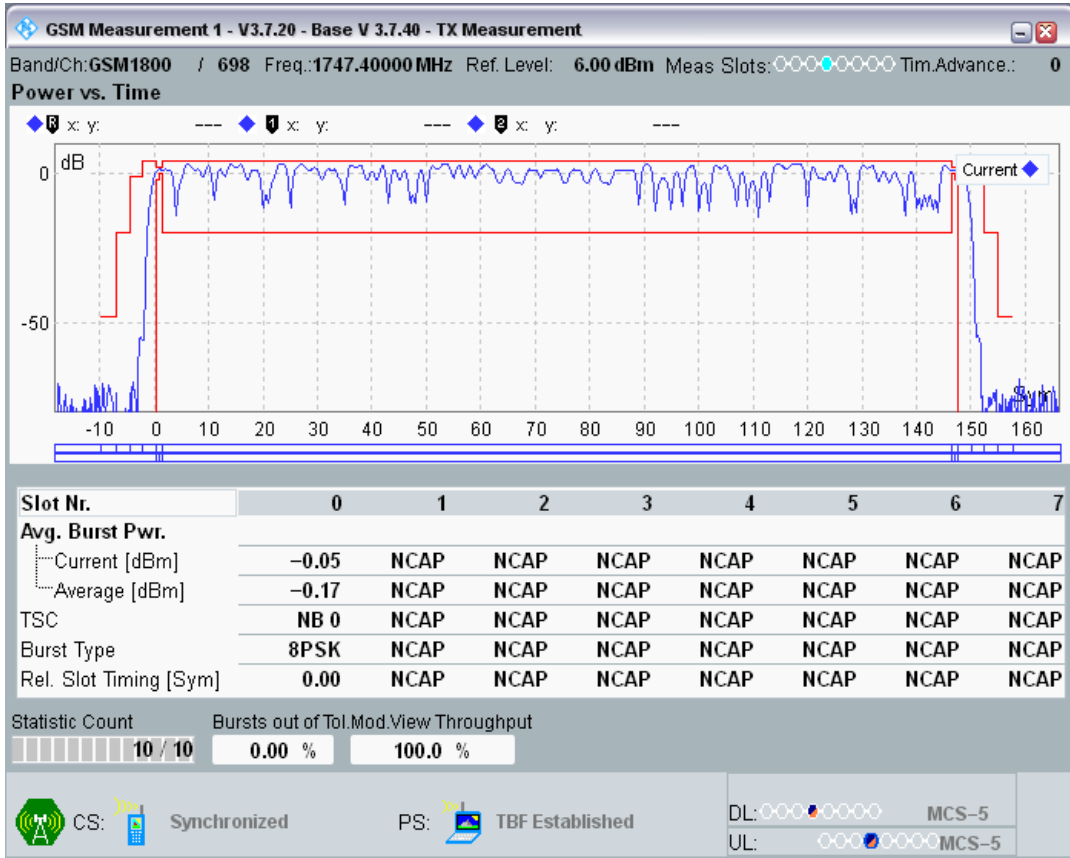 GSM Measurement 1 - V3.7.20 - Base V 3.7.40 - TX Measurement
Band/Ch:GSM1800 / 698 Freq.:1747.40000 MHz Ref. Level: 6.00 dBm Meas Slots: Tim.Advance.: 0
Power vs. Time
R x: y: --- 1 x: y: --- 2 x: y: ---
dB
Current
0
-50
Sym
-10 0 10 20 30 40 50 60 70 80 90 100 110 120 130 140 150 160
Slot Nr. 0 1 2 3 4 5 6 7
Avg. Burst Pwr.
Current [dBm] −0.05 NCAP NCAP NCAP NCAP NCAP NCAP NCAP
Average [dBm] −0.17 NCAP NCAP NCAP NCAP NCAP NCAP NCAP
TSC NB 0 NCAP NCAP NCAP NCAP NCAP NCAP NCAP
Burst Type 8PSK NCAP NCAP NCAP NCAP NCAP NCAP NCAP
Rel. Slot Timing [Sym] 0.00 NCAP NCAP NCAP NCAP NCAP NCAP NCAP
Statistic Count Bursts out of Tol.Mod.View Throughput
10 / 10 0.00 % 100.0 %
CS: Synchronized PS: TBF Established DL: MCS−5
UL: MCS−5